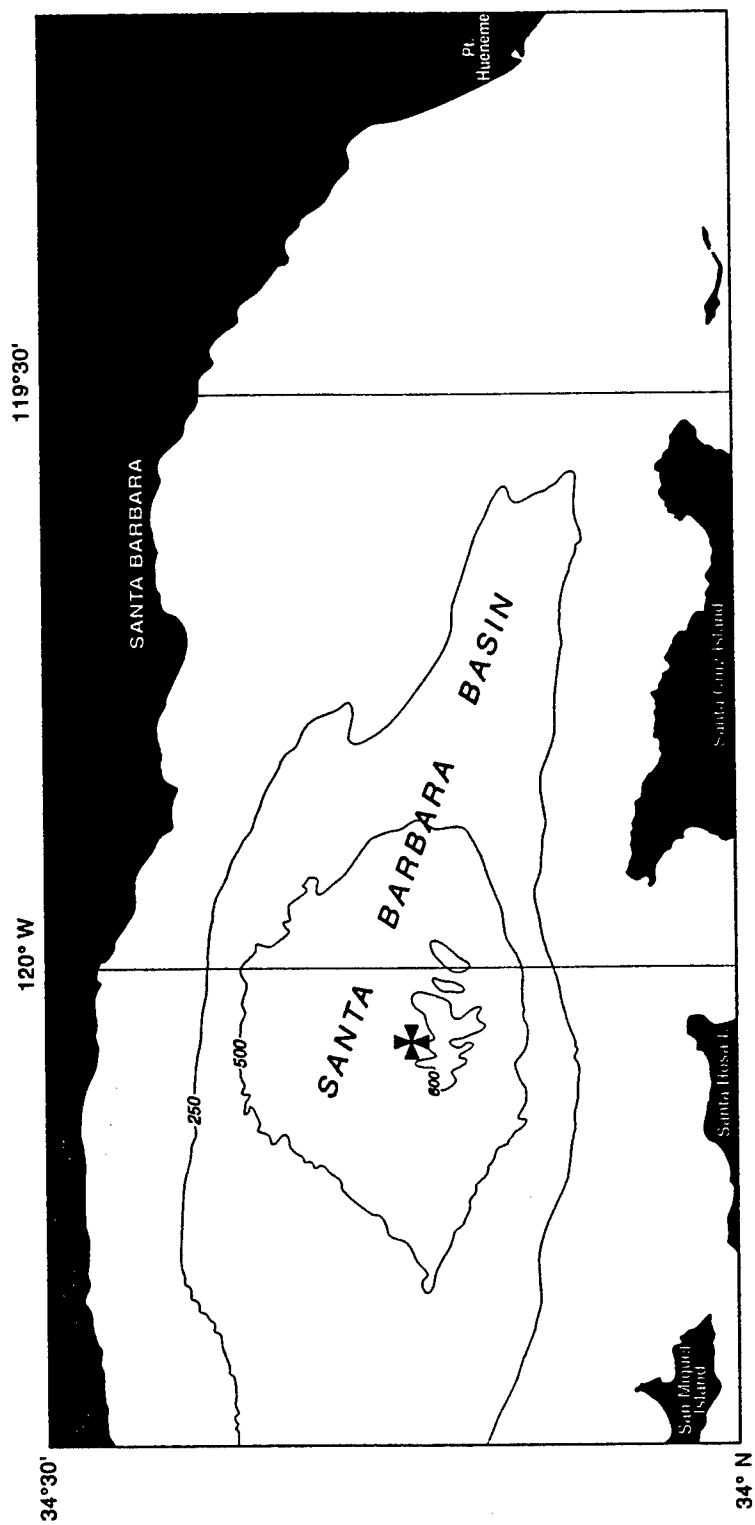 119°30'
120° W
34°30'
34° N
Pt.
Hueneme
SANTA BARBARA
250
500
600
SANTA BARBARA BASIN
Santa Cruz Island
Santa Rosa I.
San Miguel
Island